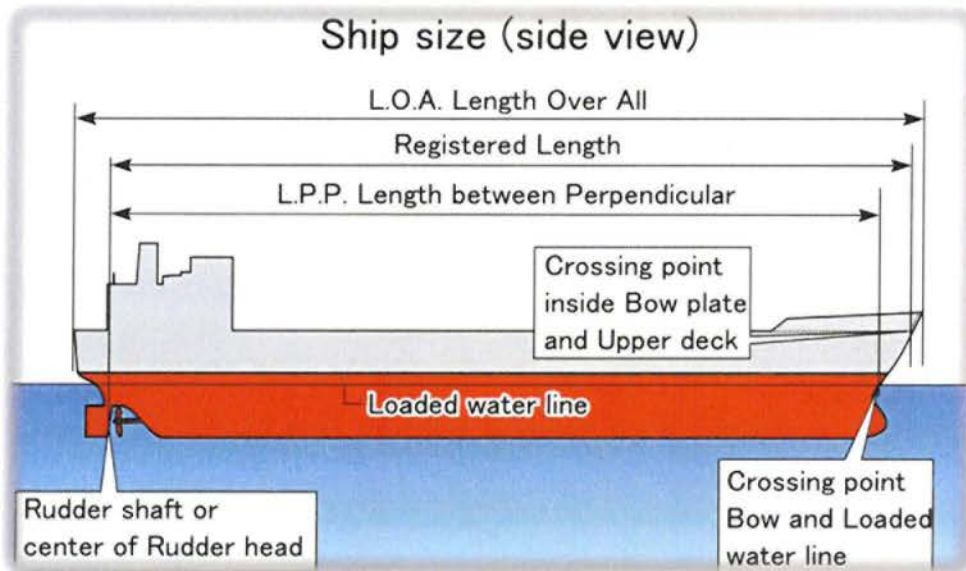 Ship size (side view)
L.O.A. Length Over All
Registered Length
L.P.P. Length between Perpendicular
Crossing point
inside Bow plate
and Upper deck
Loaded water line
Rudder shaft or
center of Rudder head
Crossing point
Bow and Loaded
water line